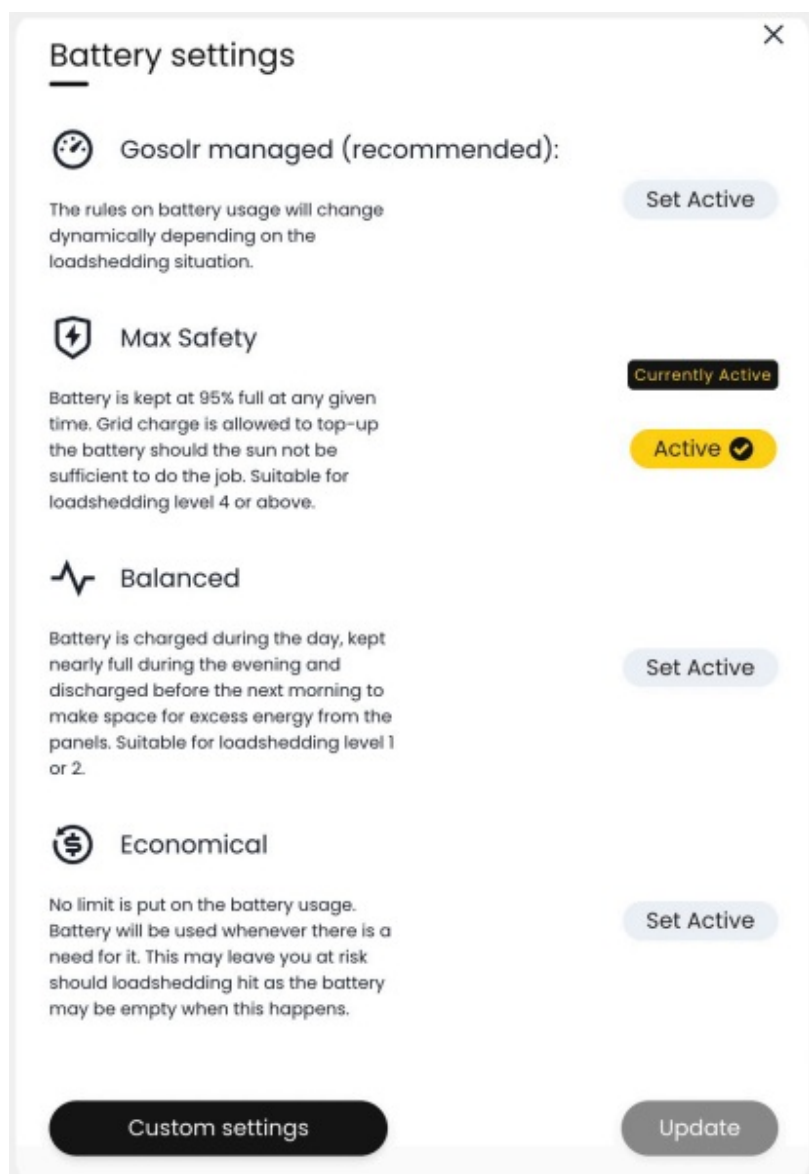 Battery settings
Gosolr managed (recommended):
The rules on battery usage will change
dynamically depending on the
loadshedding situation.
Set Active
Max Safety
Currently Active
Battery is kept at 95% full at any given
time. Grid charge is allowed to top-up
the battery should the sun not be
sufficient to do the job. Suitable for
loadshedding level 4 or above.
Active
Balanced
Battery is charged during the day, kept
nearly full during the evening and
discharged before the next morning to
make space for excess energy from the
panels. Suitable for loadshedding level 1
or 2.
Set Active
Economical
No limit is put on the battery usage.
Battery will be used whenever there is a
need for it. This may leave you at risk
should loadshedding hit as the battery
may be empty when this happens.
Set Active
Custom settings
Update